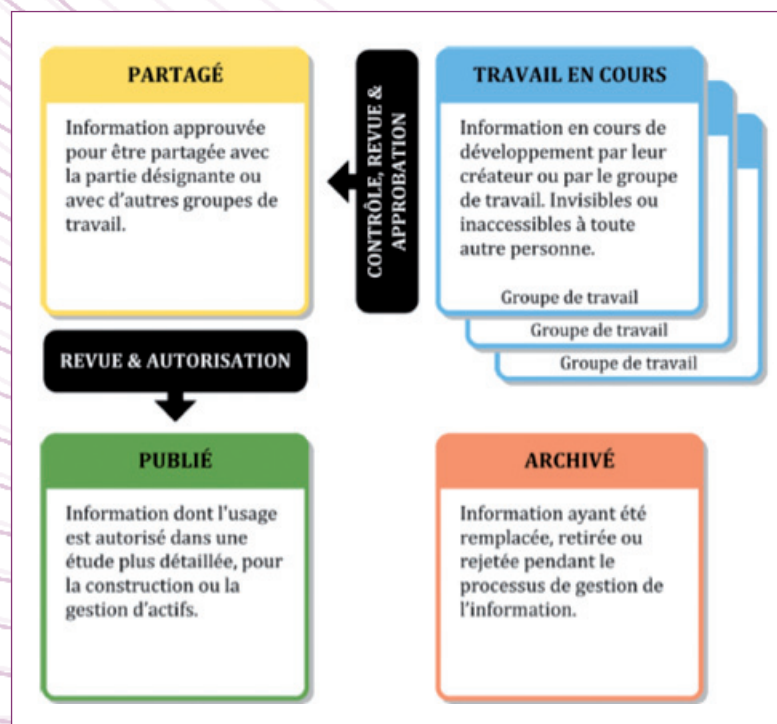 PARTAGÉ
Information approuvée
pour être partagée avec
la partie désignante ou
avec d'autres groupes de
travail.
CONTRÔLE, REVUE &
APPROBATION
TRAVAIL EN COURS
Information en cours de
développement par leur
créateur ou par le groupe
de travail. Invisibles ou
inaccessibles à toute
autre personne.
Groupe de travail
Groupe de travail
Groupe de travail
REVUE & AUTORISATION
PUBLIÉ
Information dont l'usage
est autorisé dans une
étude plus détaillée, pour
la construction ou la
gestion d'actifs.
ARCHIVÉ
Information ayant été
remplacée, retirée ou
rejetée pendant le
processus de gestion de
l'information.